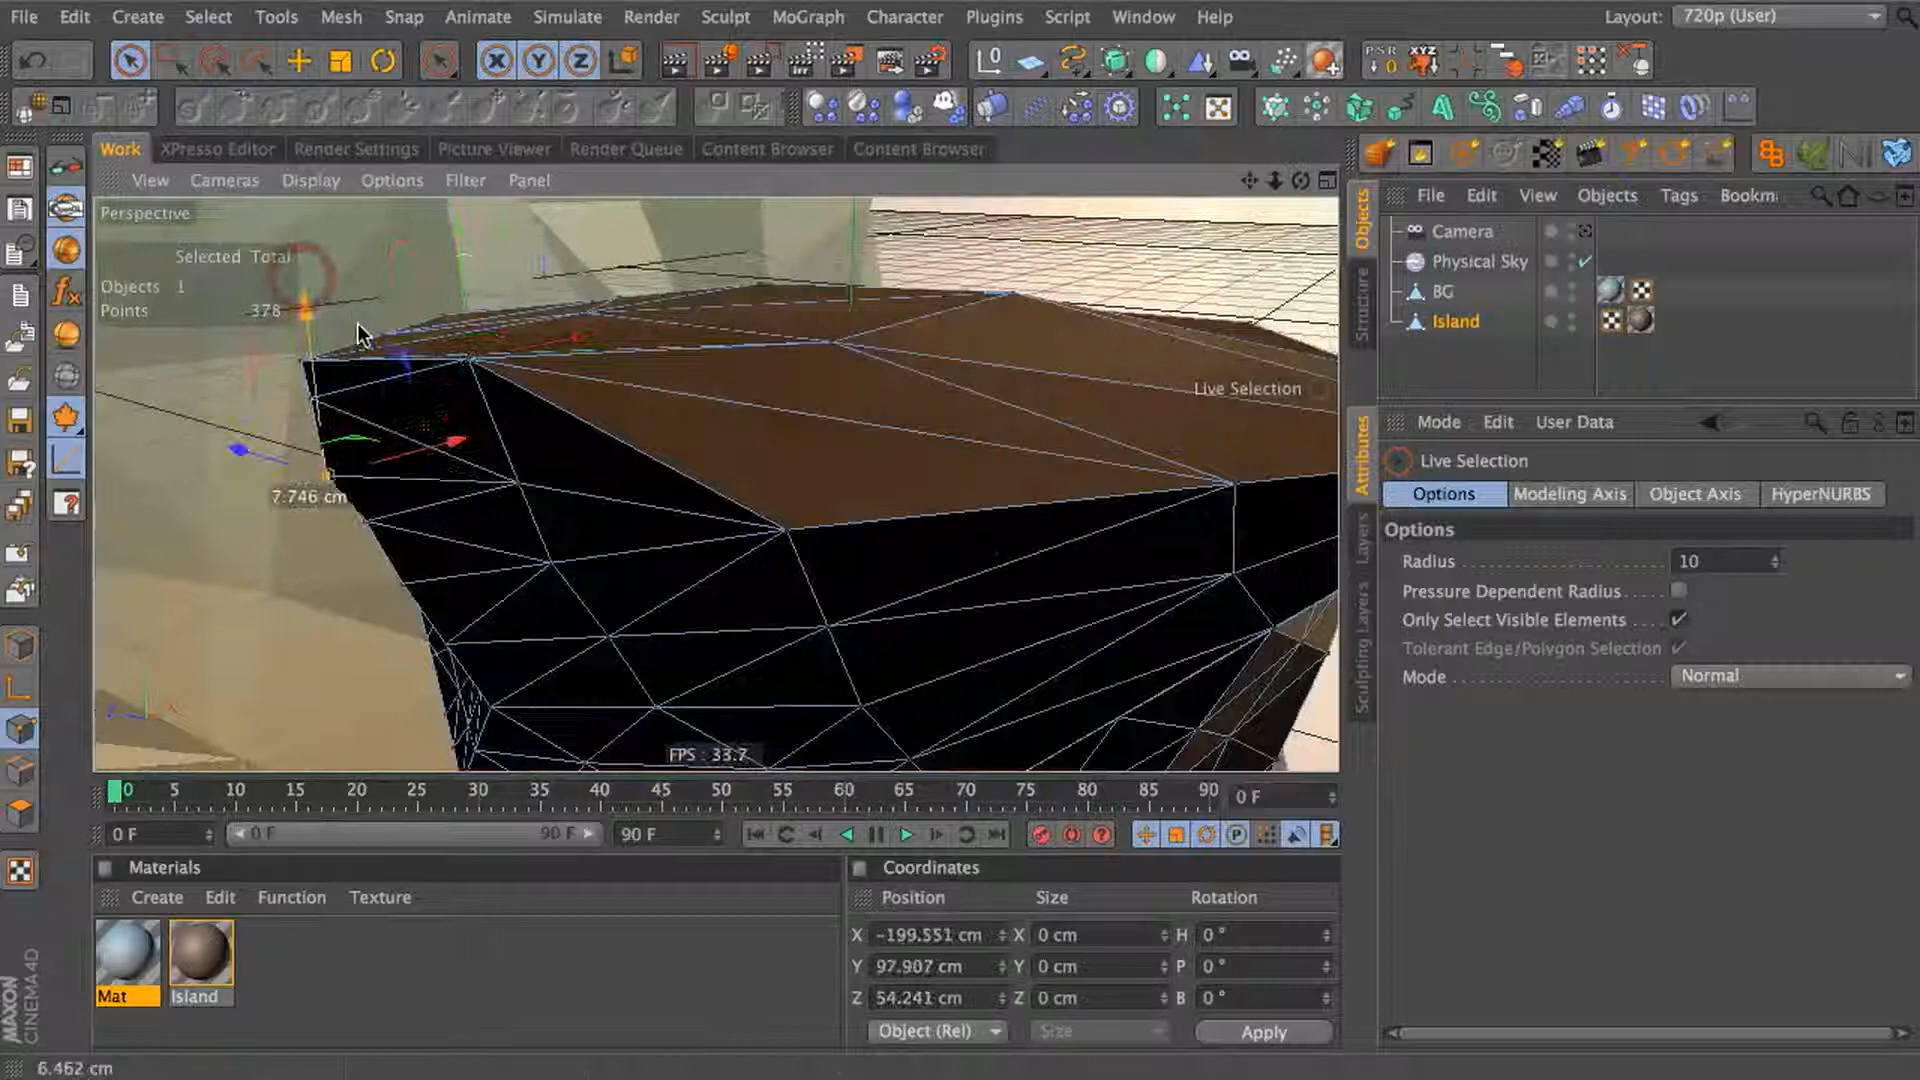 File Edit Create Select Tools Mesh Snap Animate Simulate Render Sculpt MoGraph Character Plugins Script Window Help Layout: 720p (User)
PSR XYZ
Work XPresso Editor Render Settings Picture Viewer Render Queue Content Browser Content Browser
View Cameras Display Options Filter Panel
File Edit View Objects Tags Bookm
Perspective
Selected Total
Objects 1
Points 378
Camera
Physical Sky
BG
Island
Objects
Structure
Live Selection
7.746 cm
FPS : 33.7
Mode Edit User Data
Attributes
Layers
Sculpting Layers
Live Selection
Options Modeling Axis Object Axis HyperNURBS
Options
Radius 10
Pressure Dependent Radius
Only Select Visible Elements
Tolerant Edge/Polygon Selection
Mode Normal
0 5 10 15 20 25 30 35 40 45 50 55 60 65 70 75 80 85 90 0 F
0 F 0 F 90 F 90 F
Materials
Create Edit Function Texture
Mat Island
Coordinates
Position Size Rotation
X -199.551 cm X 0 cm H 0 °
Y 97.907 cm Y 0 cm P 0 °
Z 54.241 cm Z 0 cm B 0 °
Object (Rel) Size Apply
MAXON
CINEMA 4D
6.462 cm